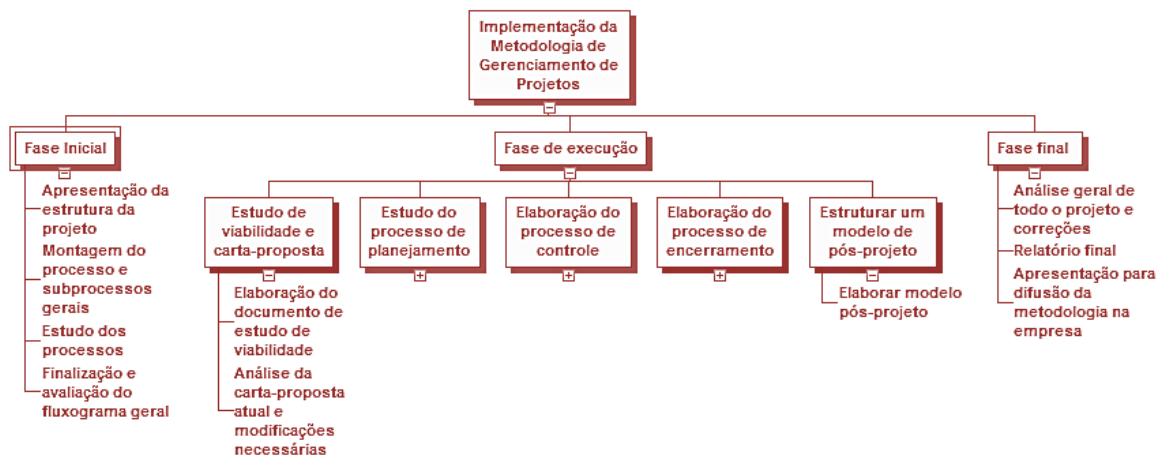 Implementação da
Metodologia de
Gerenciamento de
Projetos
Fase Inicial
Fase de execução
Fase final
Apresentação da
estrutura da
projeto
Montagem do
processo e
subprocessos
gerais
Estudo dos
processos
Finalização e
avaliação do
fluxograma geral
Estudo de
viabilidade e
carta-proposta
Elaboração do
documento de
estudo de
viabilidade
Análise da
carta-proposta
atual e
modificações
necessárias
Estudo do
processo de
planejamento
Elaboração do
processo de
controle
Elaboração do
processo de
encerramento
Estruturar um
modelo de
pós-projeto
Elaborar modelo
pós-projeto
Análise geral de
todo o projeto e
correções
Relatório final
Apresentação para
difusão da
metodologia na
empresa